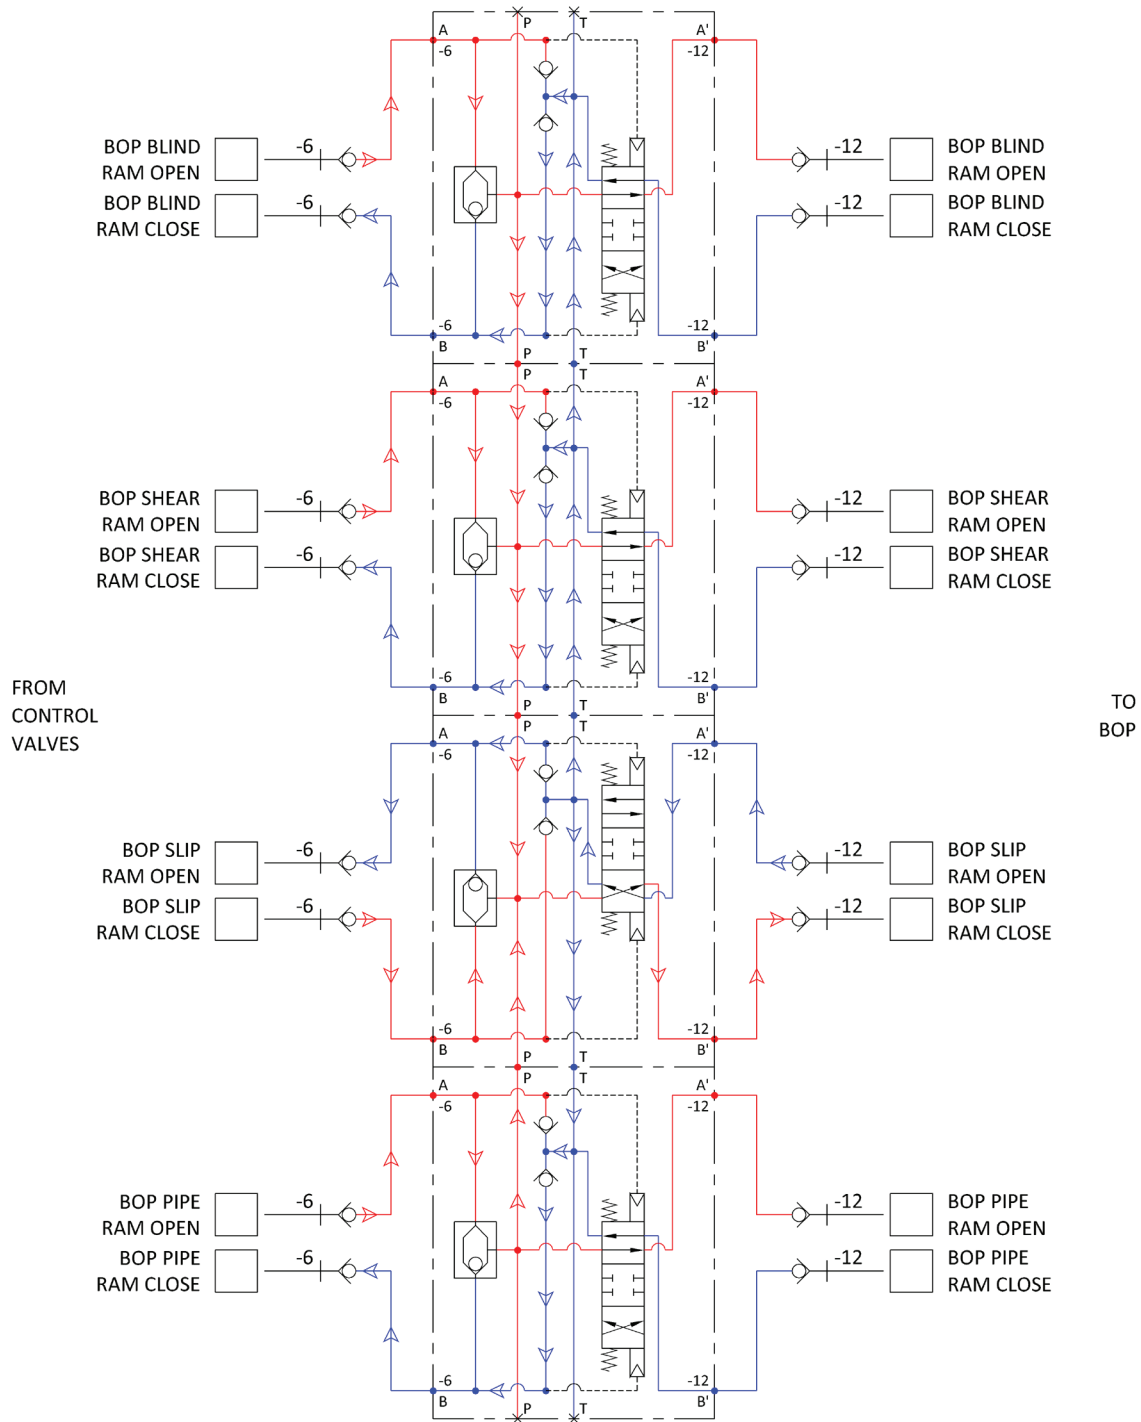 P T
A A'
-6 -12
BOP BLIND
RAM OPEN
-6
-12
BOP BLIND
RAM OPEN
BOP BLIND
RAM CLOSE
-6
-12
BOP BLIND
RAM CLOSE
-6 -12
B B'
P T
P T
A A'
-6 -12
BOP SHEAR
RAM OPEN
-6
-12
BOP SHEAR
RAM OPEN
BOP SHEAR
RAM CLOSE
-6
-12
BOP SHEAR
RAM CLOSE
-6 -12
B B'
FROM
CONTROL
VALVES
TO
BOP
P T
P T
A A'
-6 -12
BOP SLIP
RAM OPEN
-6
-12
BOP SLIP
RAM OPEN
BOP SLIP
RAM CLOSE
-6
-12
BOP SLIP
RAM CLOSE
-6 -12
B B'
P T
P T
A A'
-6 -12
BOP PIPE
RAM OPEN
-6
-12
BOP PIPE
RAM OPEN
BOP PIPE
RAM CLOSE
-6
-12
BOP PIPE
RAM CLOSE
-6 -12
B B'
P T